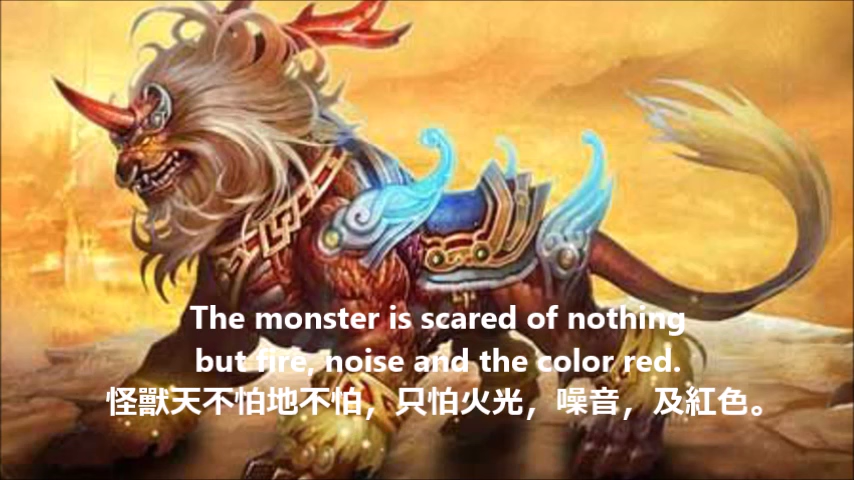 The monster is scared of nothing
but fire, noise and the color red.
怪獸天不怕地不怕，只怕火光，噪音，及紅色。